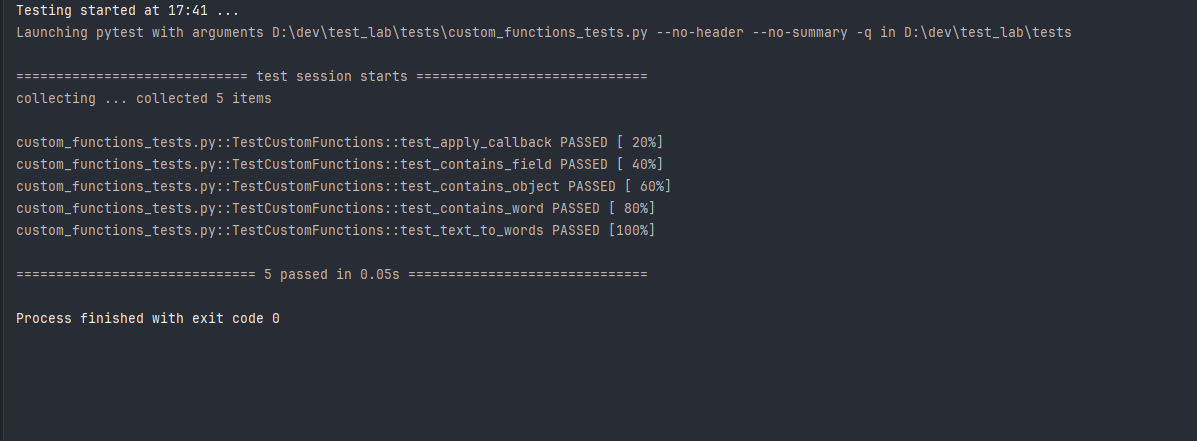 Testing started at 17:41 ...
Launching pytest with arguments D:\dev\test_lab\tests\custom_functions_tests.py --no-header --no-summary -q in D:\dev\test_lab\tests
============================= test session starts =============================
collecting ... collected 5 items
custom_functions_tests.py::TestCustomFunctions::test_apply_callback PASSED [ 20%]
custom_functions_tests.py::TestCustomFunctions::test_contains_field PASSED [ 40%]
custom_functions_tests.py::TestCustomFunctions::test_contains_object PASSED [ 60%]
custom_functions_tests.py::TestCustomFunctions::test_contains_word PASSED [ 80%]
custom_functions_tests.py::TestCustomFunctions::test_text_to_words PASSED [100%]
============================== 5 passed in 0.05s ==============================
Process finished with exit code 0